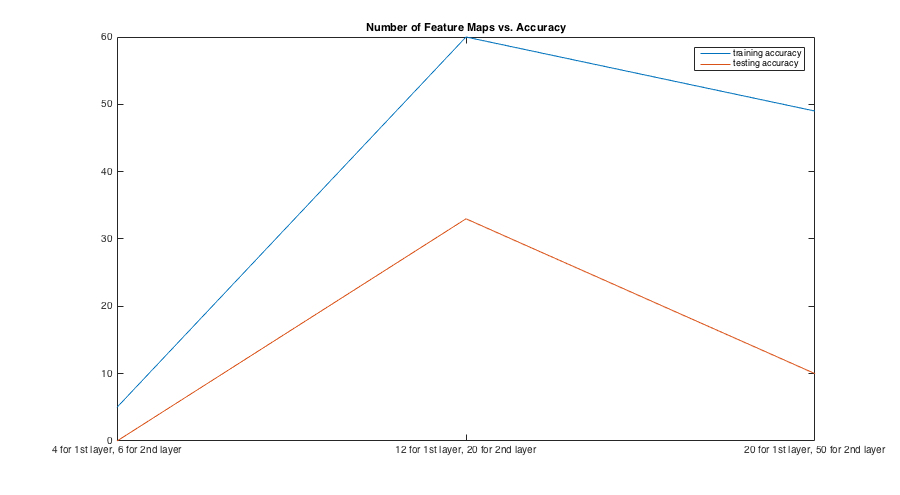 Number of Feature Maps vs. Accuracy
60
training accuracy
testing accuracy
50
40
30
20
10
0
4 for 1st layer, 6 for 2nd layer
12 for 1st layer, 20 for 2nd layer
20 for 1st layer, 50 for 2nd layer